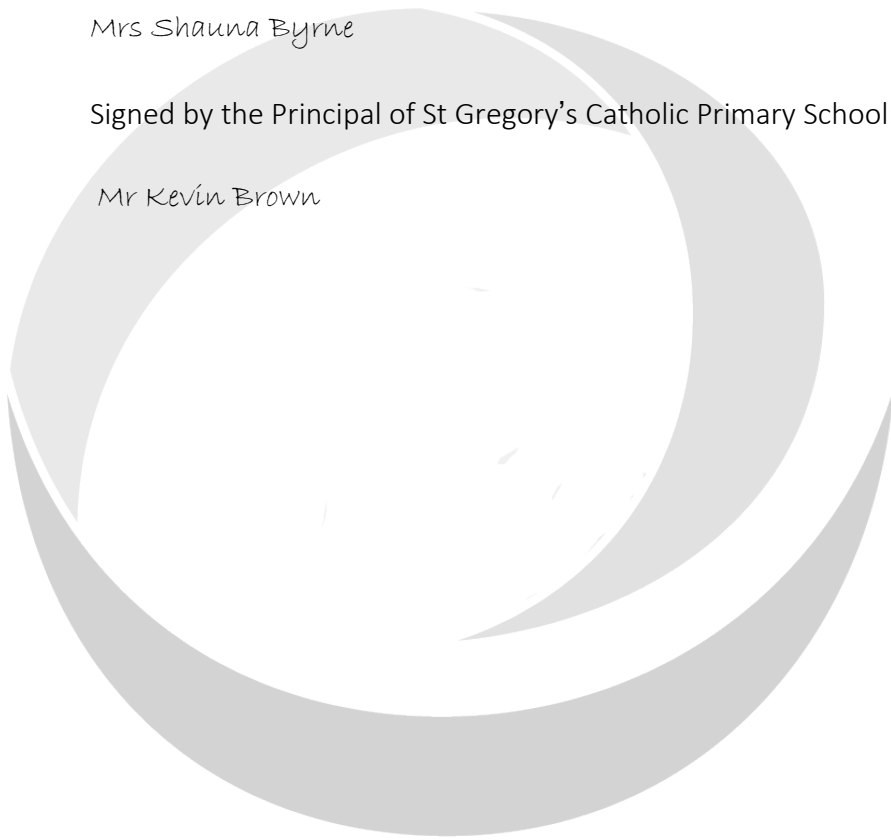 Mrs Shauna Byrne
Signed by the Principal of St Gregory’s Catholic Primary School
Mr Kevin Brown